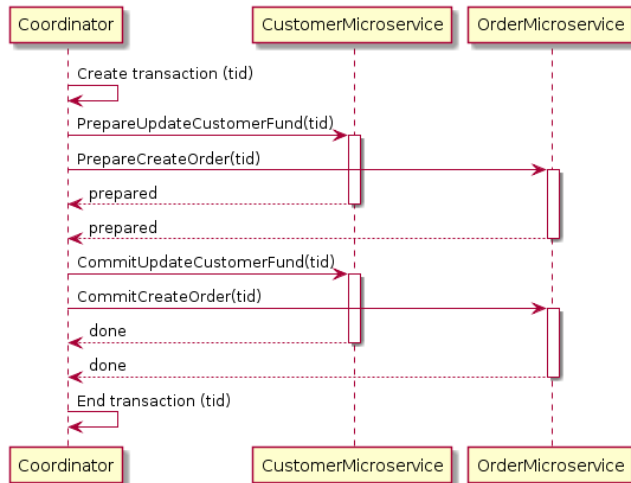 Coordinator
CustomerMicroservice
OrderMicroservice
Create transaction (tid)
PrepareUpdateCustomerFund(tid)
PrepareCreateOrder(tid)
prepared
prepared
CommitUpdateCustomerFund(tid)
CommitCreateOrder(tid)
done
done
End transaction (tid)
Coordinator
CustomerMicroservice
OrderMicroservice